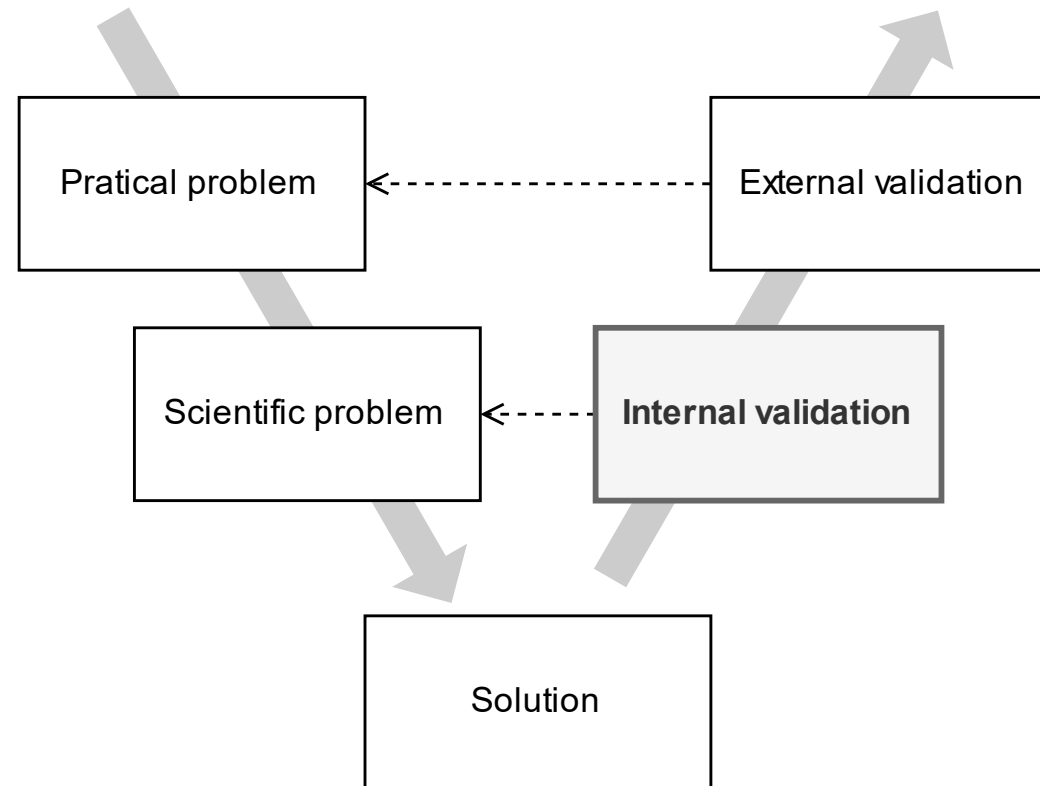 Pratical problem
External validation
Scientific problem
Internal validation
Solution